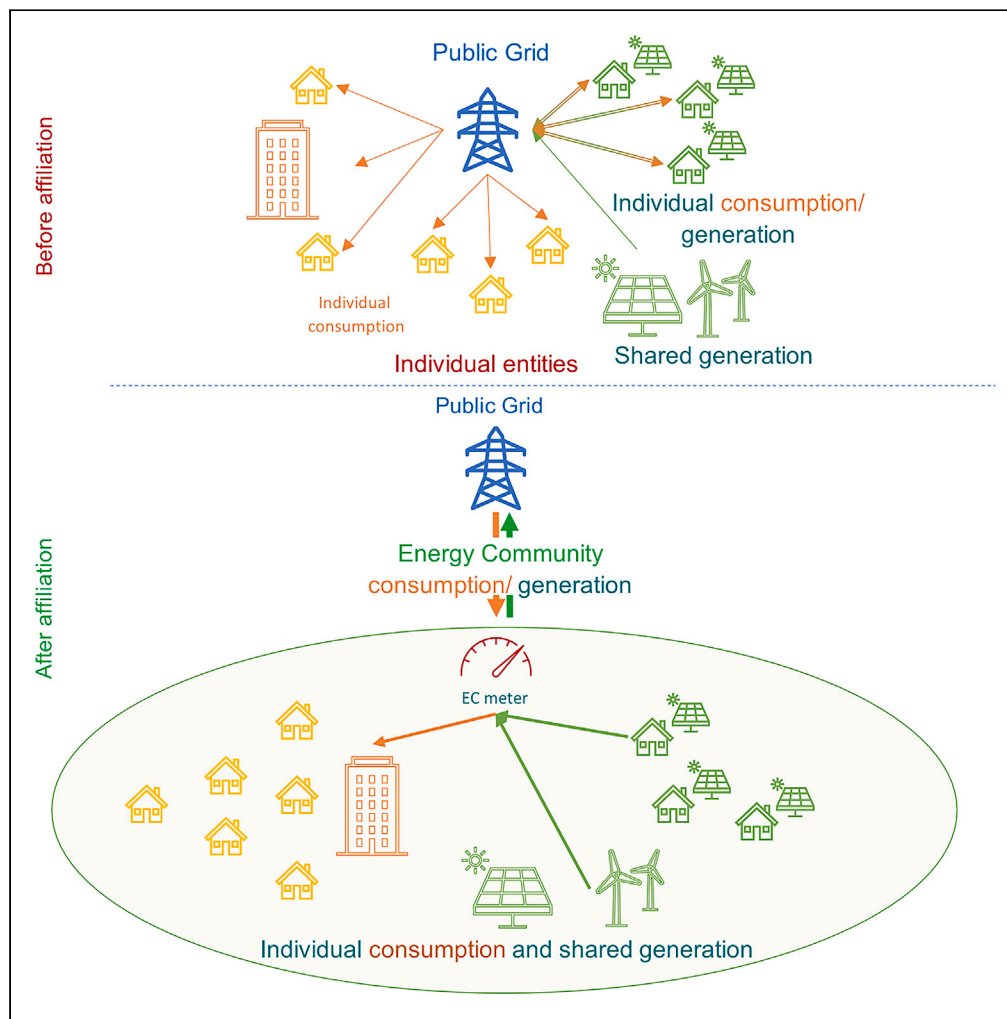 Public Grid
Before affiliation
Individual consumption/
generation
Individual
consumption
Shared generation
Individual entities
Public Grid
After affiliation
Energy Community
consumption/ generation
EC meter
Individual consumption and shared generation